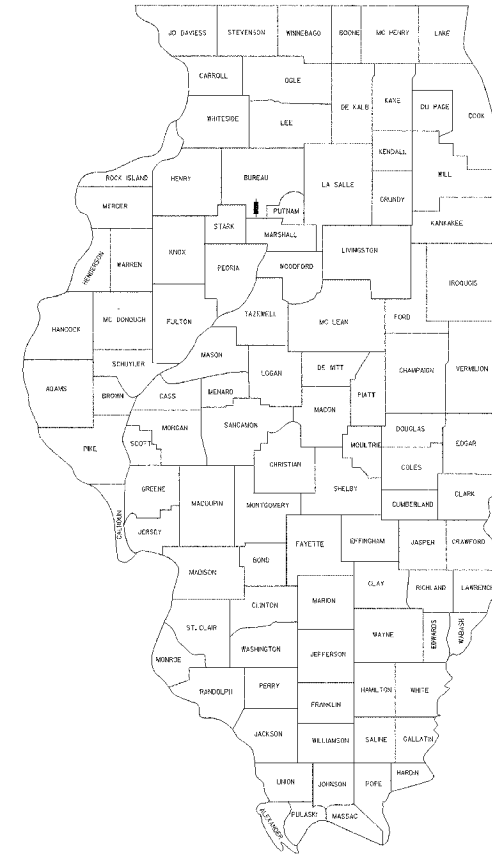 JO DAVIESS
STEVENSON
WINNEBAGO
BOONE
MC HENRY
LAKE
CARROLL
OGLE
DE KALB
KANE
DU PAGE
COOK
WHITESIDE
LEE
KENDALL
WILL
ROCK ISLAND
HENRY
BUREAU
LA SALLE
GRUNDY
MERCER
PUTNAM
KANKAKEE
STARK
MARSHALL
HENDERSON
WARREN
KNOX
PEORIA
WOODFORD
LIVINGSTON
IROQUOIS
HANCOCK
MC DONOUGH
FULTON
TAZEWELL
MC LEAN
FORD
SCHUYLER
MASON
LOGAN
DE WITT
CHAMPAIGN
VERMILION
ADAMS
BROWN
CASS
MENARD
MACON
PIATT
PIKE
SCOTT
MORGAN
SANGAMON
MOULTRIE
DOUGLAS
EDGAR
CHRISTIAN
COLES
GREENE
MACOUPIN
MONTGOMERY
SHELBY
CUMBERLAND
CLARK
CALHOUN
JERSEY
FAYETTE
EFFINGHAM
JASPER
CRAWFORD
MADISON
BOND
CLAY
RICHLAND
LAWRENCE
CLINTON
MARION
ST. CLAIR
WAYNE
EDWARDS
WABASH
MONROE
WASHINGTON
JEFFERSON
RANDOLPH
PERRY
HAMILTON
WHITE
FRANKLIN
JACKSON
WILLIAMSON
SALINE
GALLATIN
UNION
JOHNSON
POPE
HARDIN
ALEXANDER
PULASKI
MASSAC